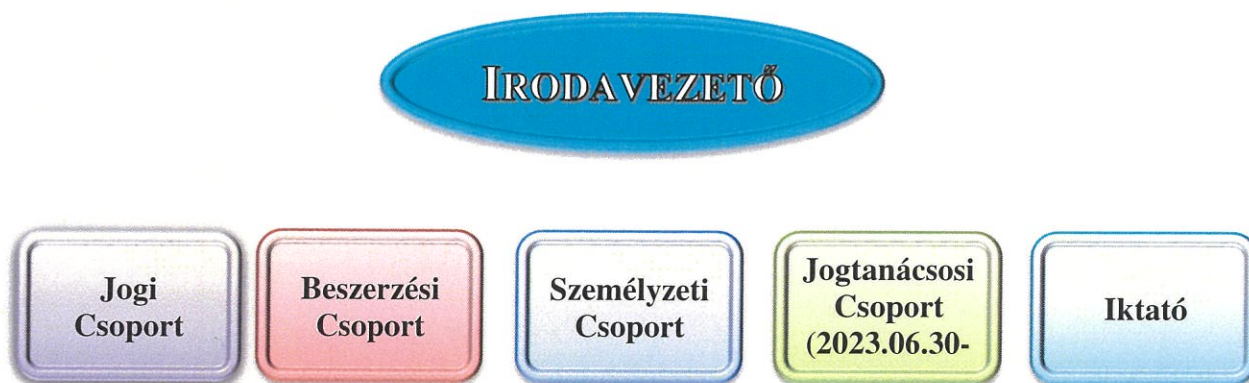 IRODAVEZETŐ
Jogi
Csoport
Beszerzési
Csoport
Személyzeti
Csoport
Jogtanácsosi
Csoport
(2023.06.30-
Iktató